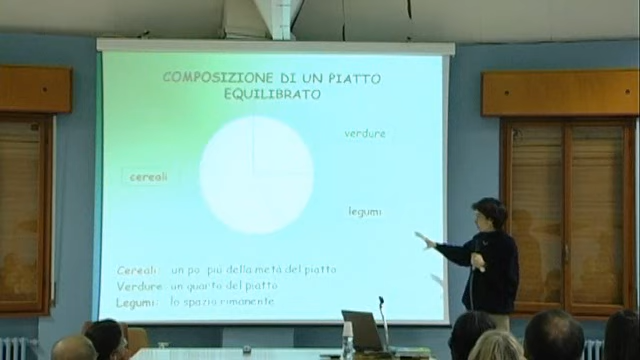 COMPOSIZIONE DI UN PIATTO
EQUILIBRATO
verdure
cereali
legumi
Cereali: un po' più della metà del piatto
Verdure: un quarto del piatto
Legumi: lo spazio rimanente